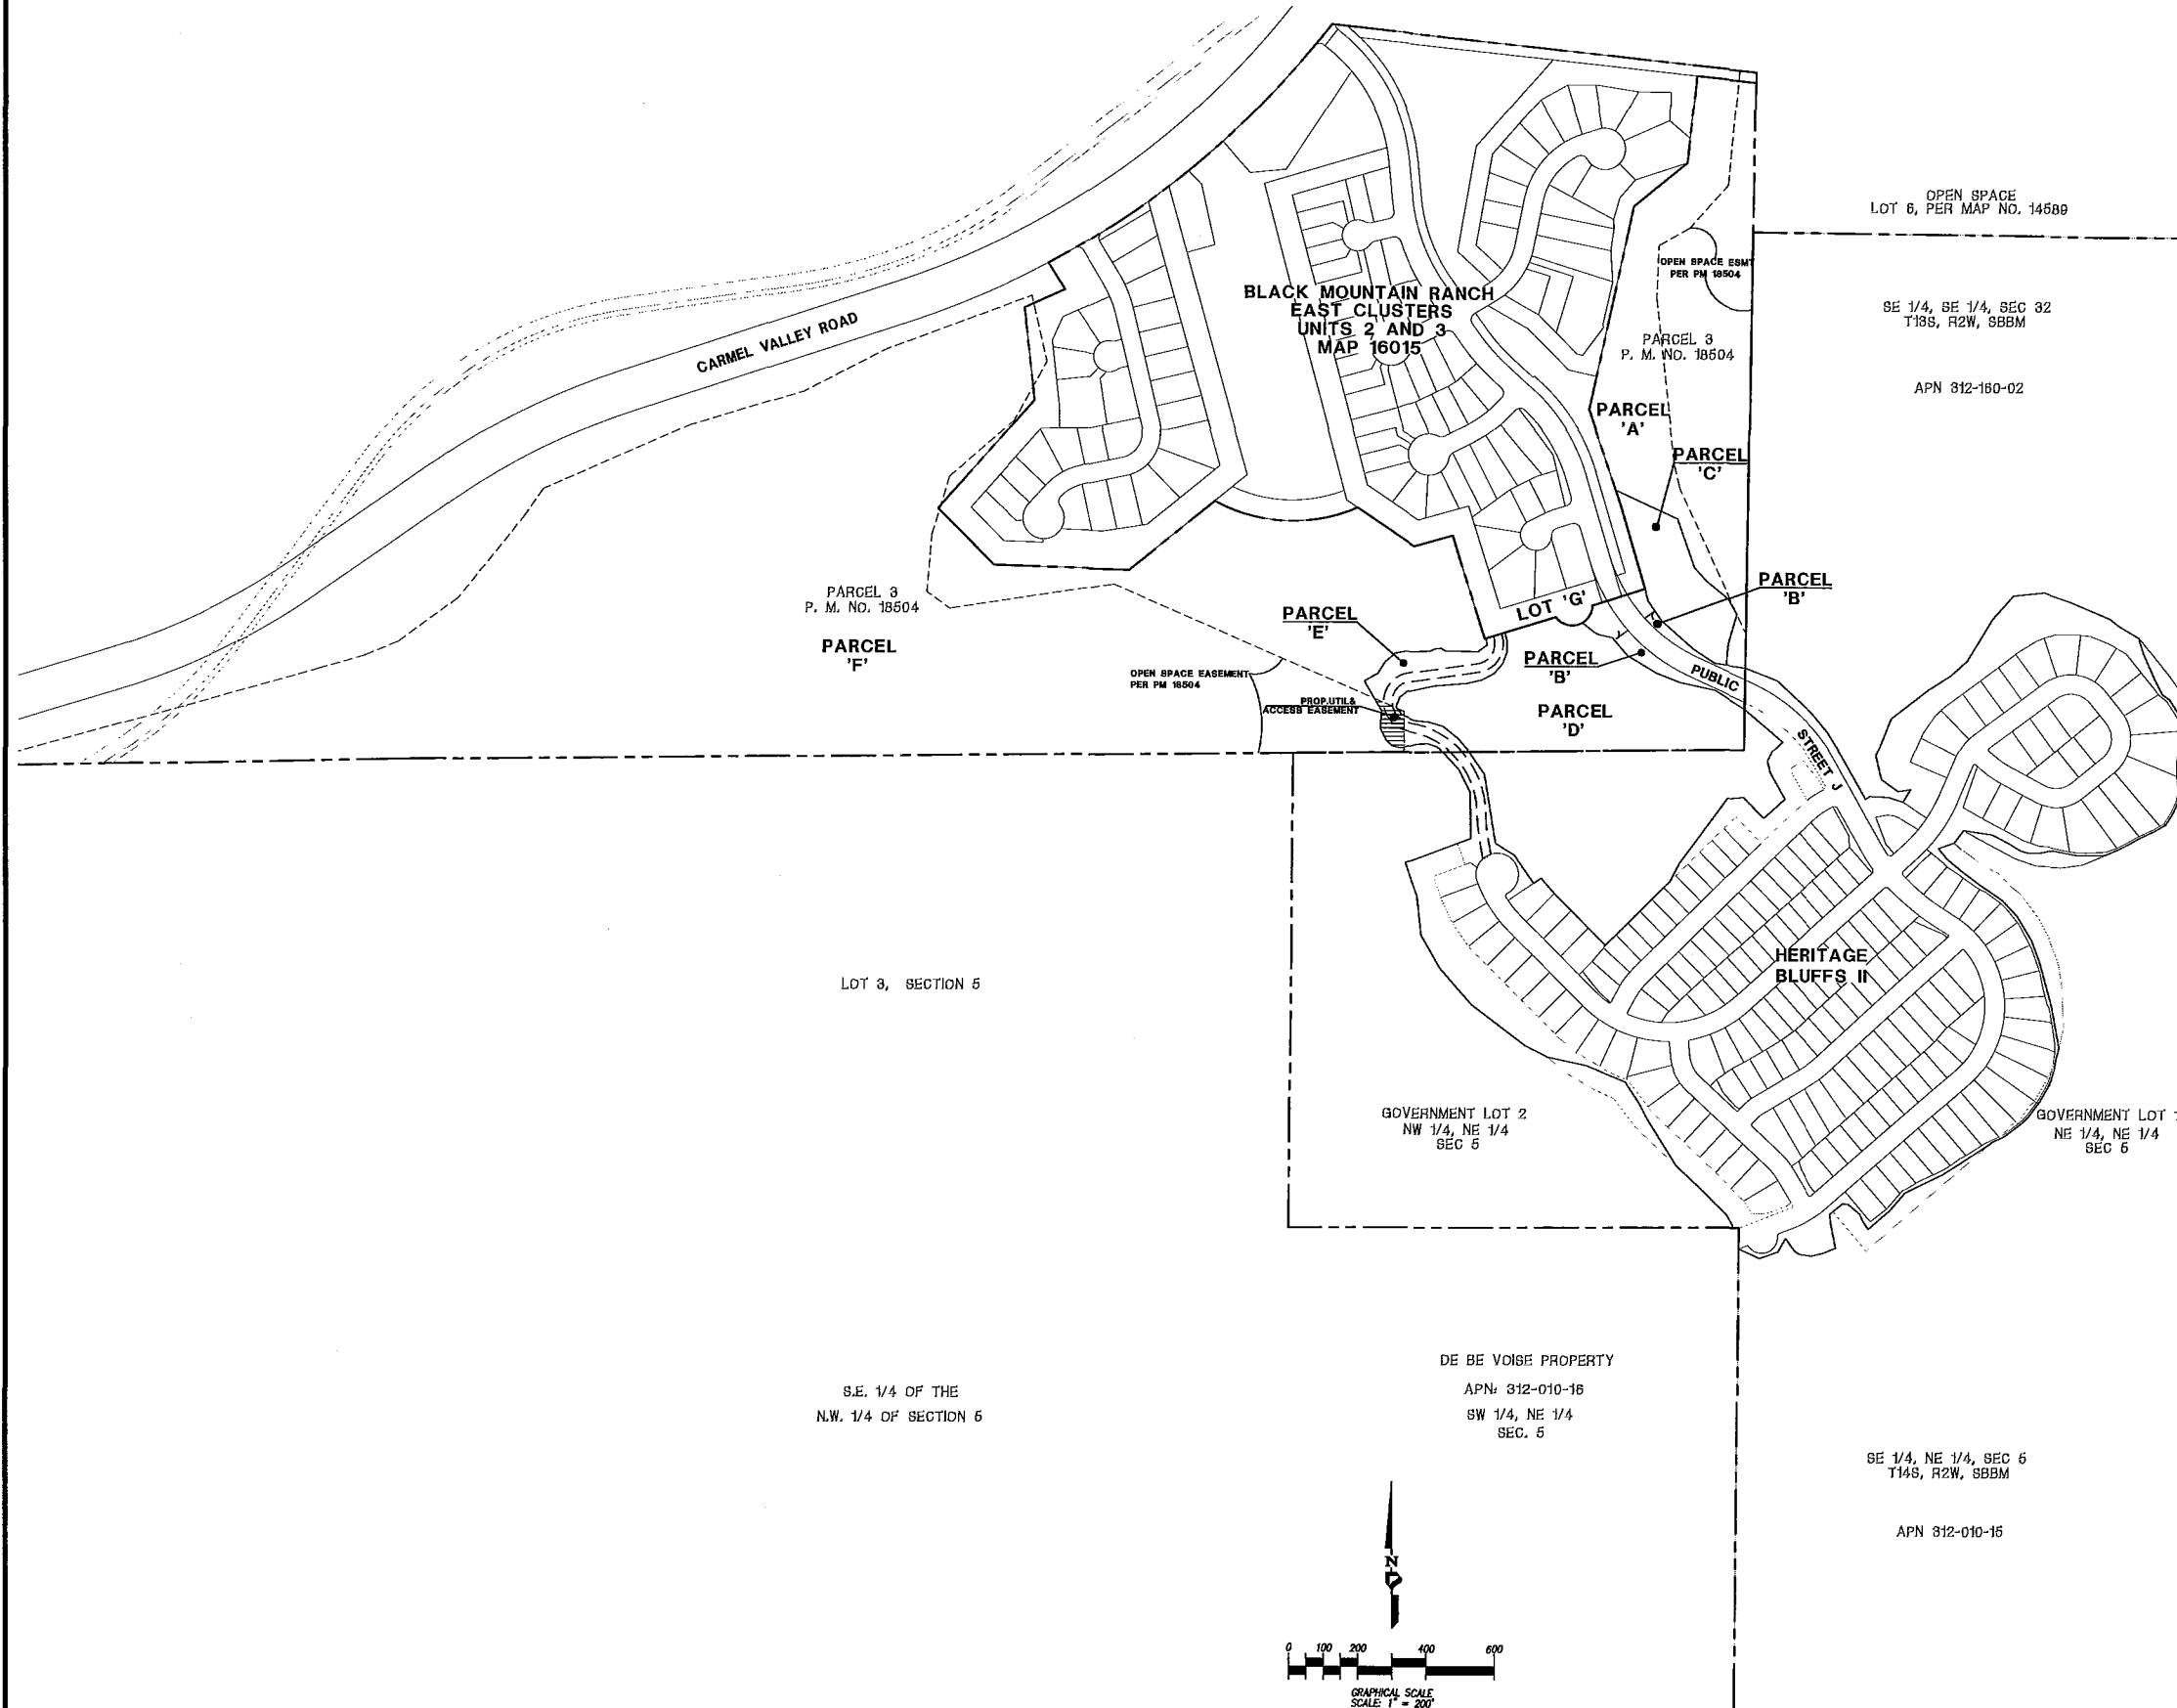 OPEN SPACE
LOT 6, PER MAP NO. 14589
OPEN SPACE ESMT
PER PM 18504
BLACK MOUNTAIN RANCH
EAST CLUSTERS
UNITS 2 AND 3
MAP 16015
SE 1/4, SE 1/4, SEC 32
T13S, R2W, SBBM
CARMEL VALLEY ROAD
PARCEL 3
P. M. NO. 18504
APN 312-160-02
PARCEL
'A'
PARCEL
'C'
PARCEL
'B'
PARCEL 3
P. M. NO. 18504
PARCEL
'F'
LOT 'G'
PARCEL
'E'
PARCEL
'B'
PUBLIC
STREET J
OPEN SPACE EASEMENT
PER PM 18504
PROP.UTIL&
ACCESS EASEMENT
PARCEL
'D'
HERITAGE
BLUFFS II
LOT 3, SECTION 5
GOVERNMENT LOT 2
NW 1/4, NE 1/4
SEC 5
GOVERNMENT LOT
NE 1/4, NE 1/4
SEC 5
DE BE VOISE PROPERTY
APN: 312-010-16
SW 1/4, NE 1/4
SEC. 5
S.E. 1/4 OF THE
N.W. 1/4 OF SECTION 5
SE 1/4, NE 1/4, SEC 5
T14S, R2W, SBBM
APN 312-010-15
N
0 100 200 400 600
GRAPHICAL SCALE
SCALE: 1" = 200'